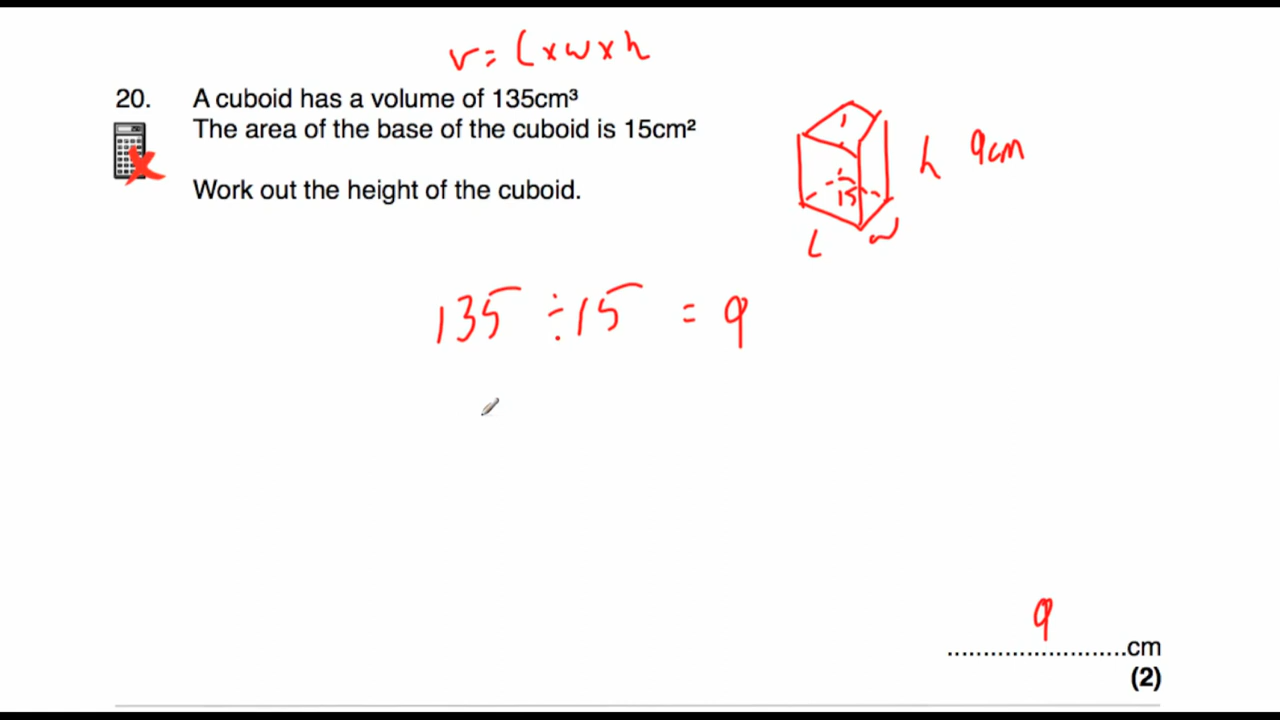 v = L x w x h
20. A cuboid has a volume of 135cm³
The area of the base of the cuboid is 15cm²
Work out the height of the cuboid.
h 9cm
15
L w
135 ÷ 15 = 9
9
..........................cm
(2)